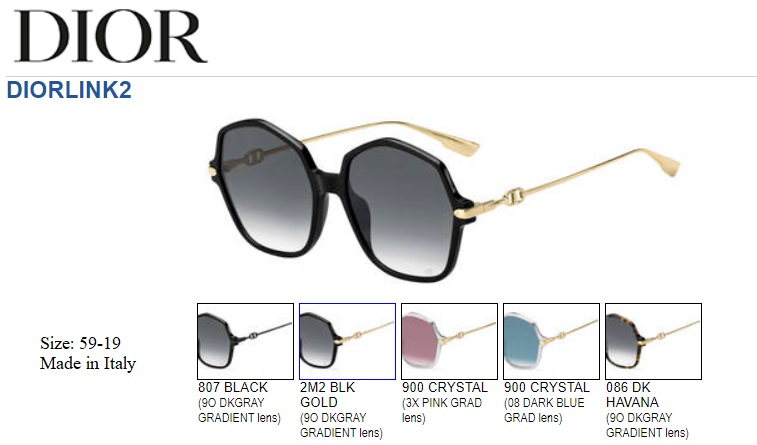 DIOR
DIORLINK2
Size: 59-19
Made in Italy
807 BLACK
(9O DKGRAY
GRADIENT lens)
2M2 BLK
GOLD
(9O DKGRAY
GRADIENT lens)
900 CRYSTAL
(3X PINK GRAD
lens)
900 CRYSTAL
(08 DARK BLUE
GRAD lens)
086 DK
HAVANA
(9O DKGRAY
GRADIENT lens)